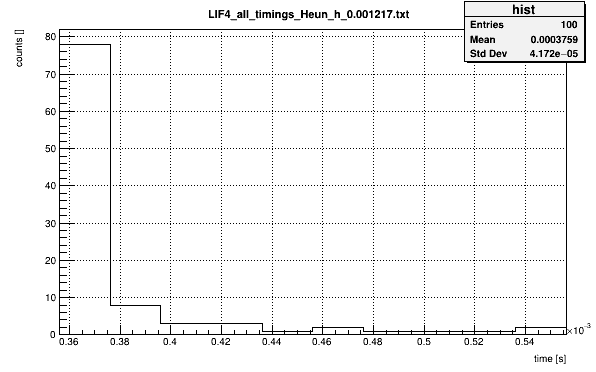 LIF4_all_timings_Heun_h_0.001217.txt
hist
Entries 100
Mean 0.0003759
Std Dev 4.172e−05
counts []
80
70
60
50
40
30
20
10
0
0.36 0.38 0.4 0.42 0.44 0.46 0.48 0.5 0.52 0.54
×10⁻³
time [s]